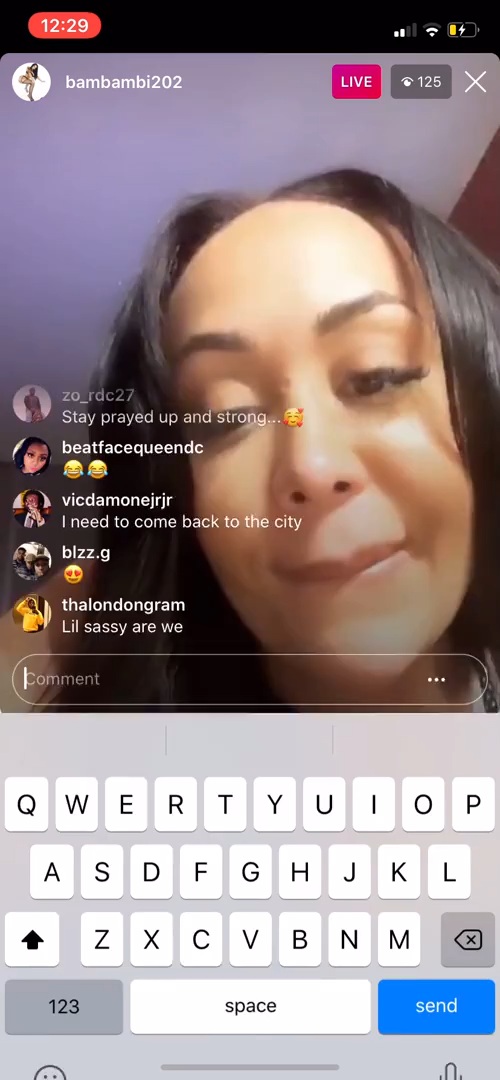 12:29
bambambi202
LIVE
125
zo_rdc27
Stay prayed up and strong...🥰
beatfacequeendc
😂😂
vicdamonejrjr
I need to come back to the city
blzz.g
😍
thalondongram
Lil sassy are we
Comment
Q W E R T Y U I O P
A S D F G H J K L
Z X C V B N M
123 space send